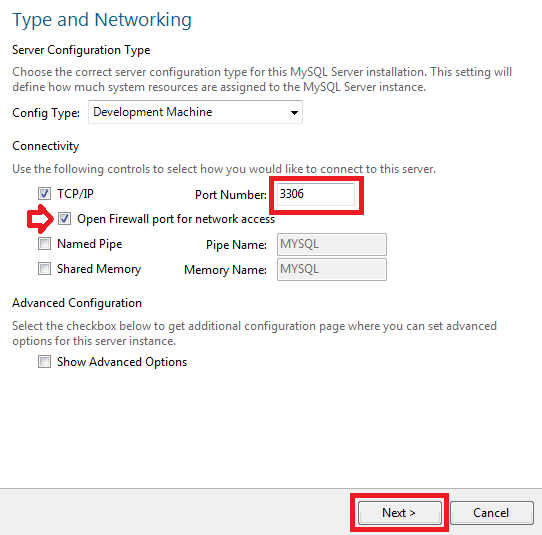 Type and Networking
Server Configuration Type
Choose the correct server configuration type for this MySQL Server installation. This setting will
define how much system resources are assigned to the MySQL Server instance.
Config Type: Development Machine
Connectivity
Use the following controls to select how you would like to connect to this server.
TCP/IP Port Number: 3306
Open Firewall port for network access
Named Pipe Pipe Name: MYSQL
Shared Memory Memory Name: MYSQL
Advanced Configuration
Select the checkbox below to get additional configuration page where you can set advanced
options for this server instance.
Show Advanced Options
Next > Cancel